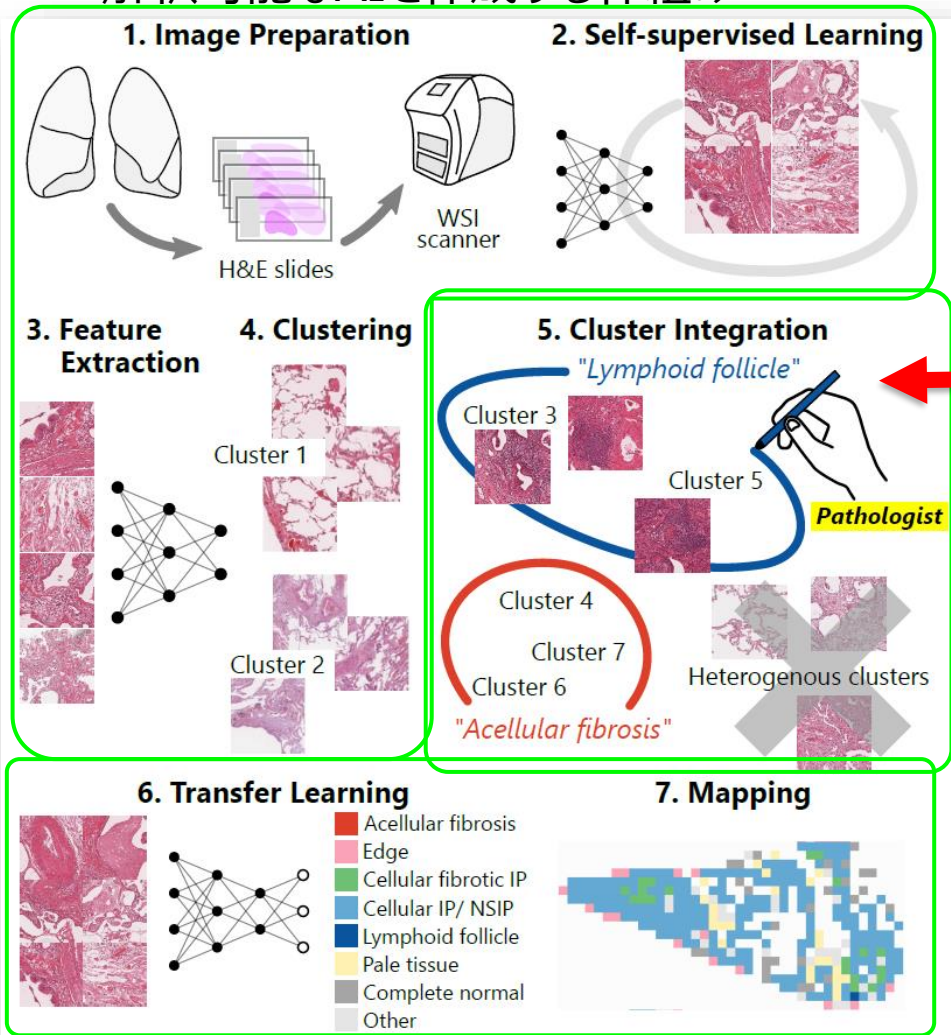 1. Image Preparation
2. Self-supervised Learning
WSI
scanner
H&E slides
3. Feature
Extraction
4. Clustering
Cluster 1
Cluster 2
5. Cluster Integration
"Lymphoid follicle"
Cluster 3
Cluster 5
Pathologist
Cluster 4
Cluster 7
Cluster 6
"Acellular fibrosis"
Heterogenous clusters
6. Transfer Learning
Acellular fibrosis
Edge
Cellular fibrotic IP
Cellular IP/ NSIP
Lymphoid follicle
Pale tissue
Complete normal
Other
7. Mapping